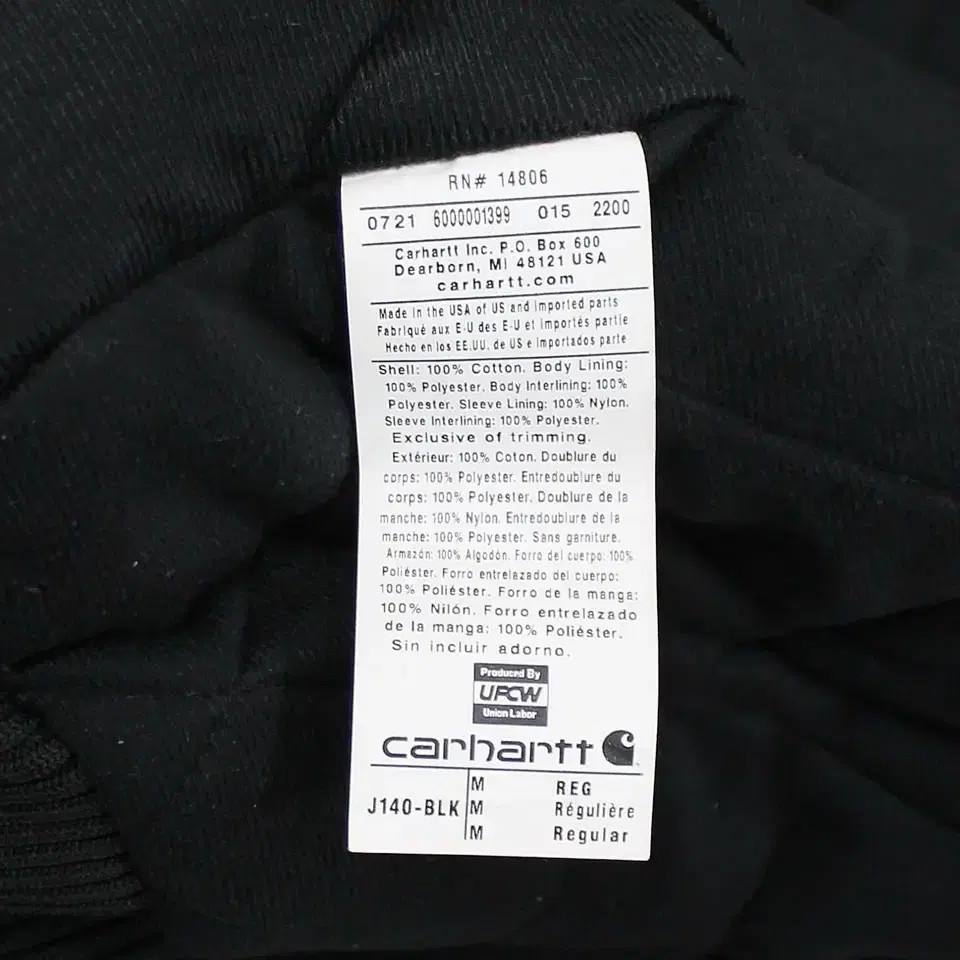 RN# 14806
0721 6000001399 015 2200
Carhartt Inc. P.O. Box 600
Dearborn, MI 48121 USA
carhartt.com
Made in the USA of US and imported parts
Fabriqué aux E-U des E-U et importés partie
Hecho en los EE.UU. de US e importados parte
Shell: 100% Cotton. Body Lining:
100% Polyester. Body Interlining: 100%
Polyester. Sleeve Lining: 100% Nylon.
Sleeve Interlining: 100% Polyester.
Exclusive of trimming.
Extérieur: 100% Coton. Doublure du
corps: 100% Polyester. Entredoublure du
corps: 100% Polyester. Doublure de la
manche: 100% Nylon. Entredoublure de la
manche: 100% Polyester. Sans garniture.
Armazón: 100% Algodón. Forro del cuerpo: 100%
Poliéster. Forro entrelazado del cuerpo:
100% Poliéster. Forro de la manga:
100% Nilón. Forro entrelazado
de la manga: 100% Poliéster.
Sin incluir adorno.
Produced By
UFCW
Union Labor
carhartt
J140-BLK
M REG
M Régulière
M Regular